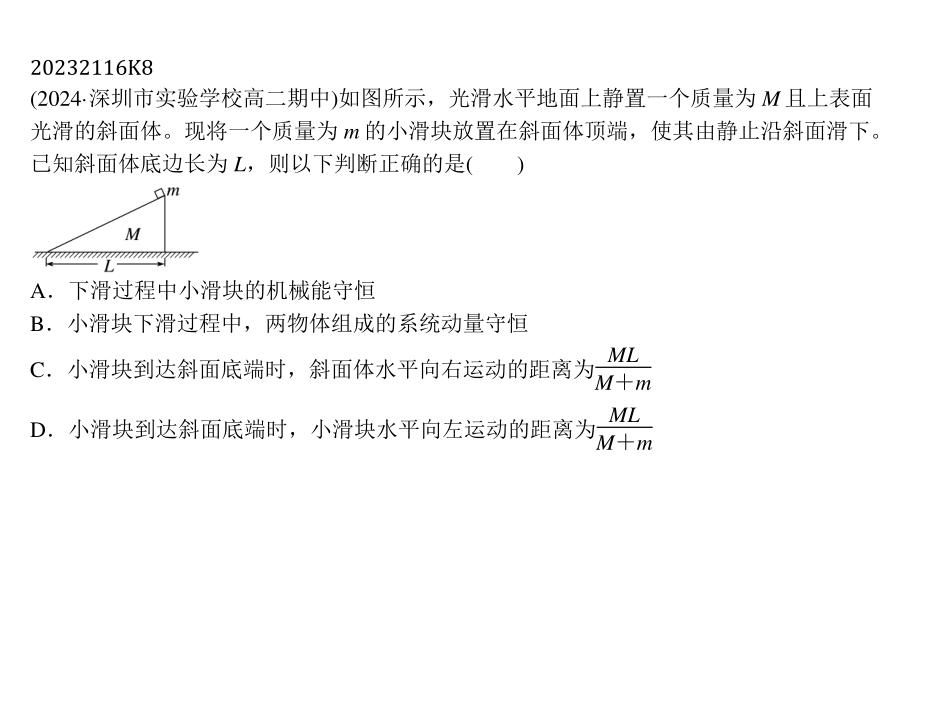 20232116K8
(2024·深圳市实验学校高二期中)如图所示，光滑水平地面上静置一个质量为 M 且上表面
光滑的斜面体。现将一个质量为 m 的小滑块放置在斜面体顶端，使其由静止沿斜面滑下。
已知斜面体底边长为 L，则以下判断正确的是(　　)
m
M
L
A．下滑过程中小滑块的机械能守恒
B．小滑块下滑过程中，两物体组成的系统动量守恒
C．小滑块到达斜面底端时，斜面体水平向右运动的距离为ML/(M＋m)
D．小滑块到达斜面底端时，小滑块水平向左运动的距离为ML/(M＋m)